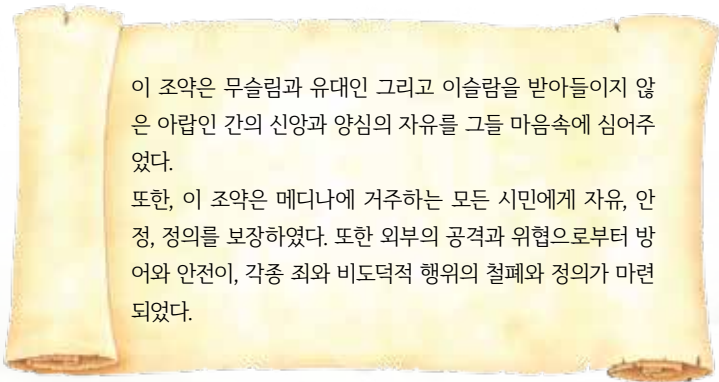 이 조약은 무슬림과 유대인 그리고 이슬람을 받아들이지 않
은 아랍인 간의 신앙과 양심의 자유를 그들 마음속에 심어주
었다.
또한, 이 조약은 메디나에 거주하는 모든 시민에게 자유, 안
정, 정의를 보장하였다. 또한 외부의 공격과 위협으로부터 방
어와 안전이, 각종 죄와 비도덕적 행위의 철폐와 정의가 마련
되었다.